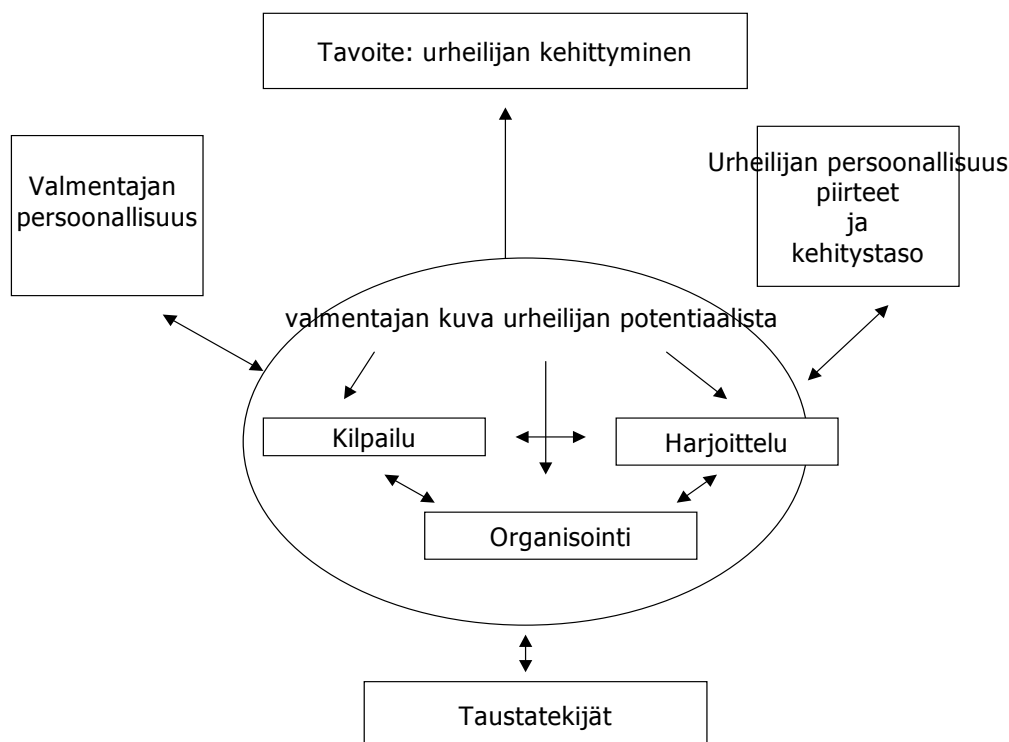 Tavoite: urheilijan kehittyminen
Valmentajan
persoonallisuus
Urheilijan persoonallisuus
piirteet
ja
kehitystaso
valmentajan kuva urheilijan potentiaalista
Kilpailu
Harjoittelu
Organisointi
Taustatekijät